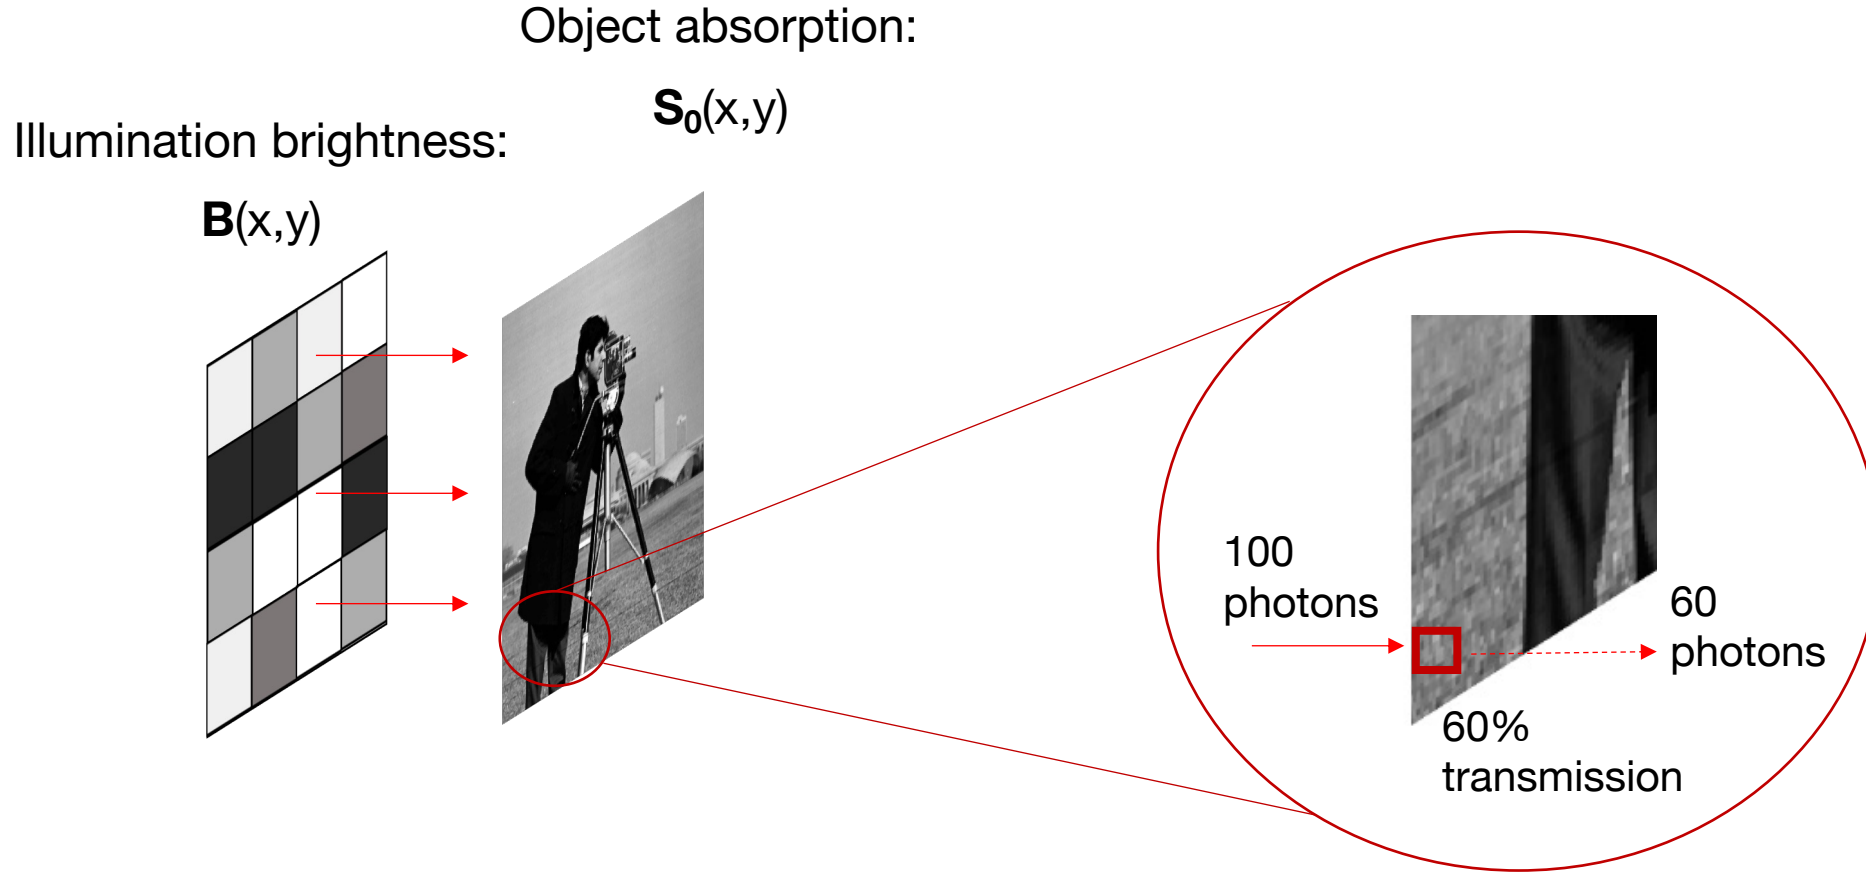 Object absorption:
S₀(x,y)
Illumination brightness:
B(x,y)
100
photons
60
photons
60%
transmission